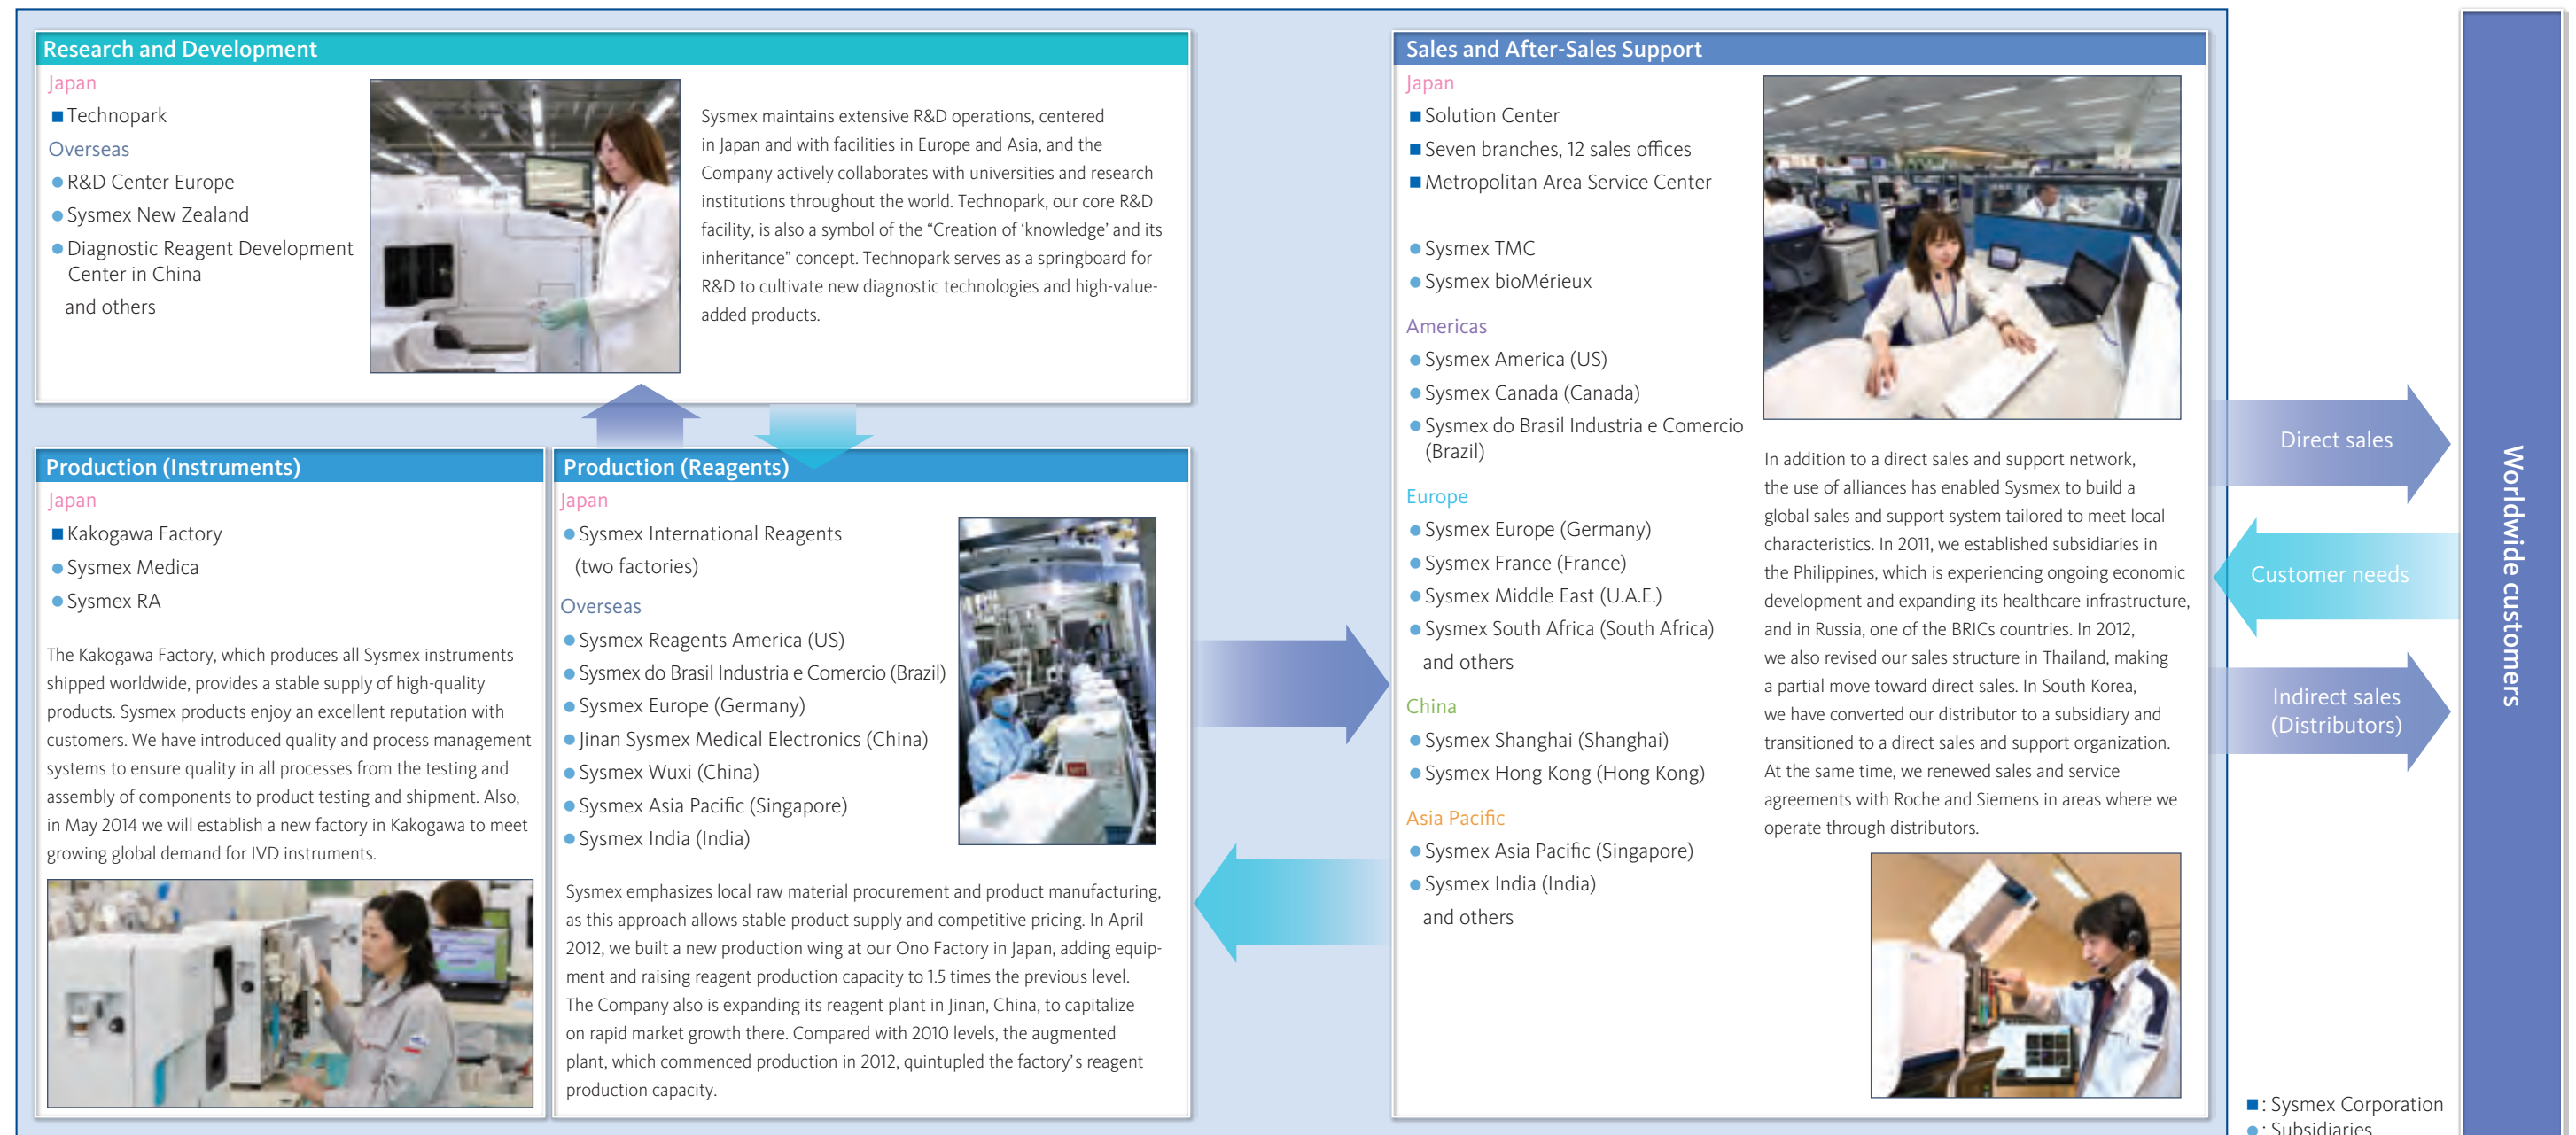 Research and Development
Japan
■ Technopark
Overseas
● R&D Center Europe
● Sysmex New Zealand
● Diagnostic Reagent Development
Center in China
and others
Sysmex maintains extensive R&D operations, centered
in Japan and with facilities in Europe and Asia, and the
Company actively collaborates with universities and research
institutions throughout the world. Technopark, our core R&D
facility, is also a symbol of the “Creation of ‘knowledge’ and its
inheritance” concept. Technopark serves as a springboard for
R&D to cultivate new diagnostic technologies and high-value-
added products.
Production (Instruments)
Japan
■ Kakogawa Factory
● Sysmex Medica
● Sysmex RA
The Kakogawa Factory, which produces all Sysmex instruments
shipped worldwide, provides a stable supply of high-quality
products. Sysmex products enjoy an excellent reputation with
customers. We have introduced quality and process management
systems to ensure quality in all processes from the testing and
assembly of components to product testing and shipment. Also,
in May 2014 we will establish a new factory in Kakogawa to meet
growing global demand for IVD instruments.
Production (Reagents)
Japan
● Sysmex International Reagents
(two factories)
Overseas
● Sysmex Reagents America (US)
● Sysmex do Brasil Industria e Comercio (Brazil)
● Sysmex Europe (Germany)
● Jinan Sysmex Medical Electronics (China)
● Sysmex Wuxi (China)
● Sysmex Asia Pacific (Singapore)
● Sysmex India (India)
Sysmex emphasizes local raw material procurement and product manufacturing,
as this approach allows stable product supply and competitive pricing. In April
2012, we built a new production wing at our Ono Factory in Japan, adding equip-
ment and raising reagent production capacity to 1.5 times the previous level.
The Company also is expanding its reagent plant in Jinan, China, to capitalize
on rapid market growth there. Compared with 2010 levels, the augmented
plant, which commenced production in 2012, quintupled the factory’s reagent
production capacity.
Sales and After-Sales Support
Japan
■ Solution Center
■ Seven branches, 12 sales offices
■ Metropolitan Area Service Center
● Sysmex TMC
● Sysmex bioMérieux
Americas
● Sysmex America (US)
● Sysmex Canada (Canada)
● Sysmex do Brasil Industria e Comercio
(Brazil)
Europe
● Sysmex Europe (Germany)
● Sysmex France (France)
● Sysmex Middle East (U.A.E.)
● Sysmex South Africa (South Africa)
and others
China
● Sysmex Shanghai (Shanghai)
● Sysmex Hong Kong (Hong Kong)
Asia Pacific
● Sysmex Asia Pacific (Singapore)
● Sysmex India (India)
and others
In addition to a direct sales and support network,
the use of alliances has enabled Sysmex to build a
global sales and support system tailored to meet local
characteristics. In 2011, we established subsidiaries in
the Philippines, which is experiencing ongoing economic
development and expanding its healthcare infrastructure,
and in Russia, one of the BRICs countries. In 2012,
we also revised our sales structure in Thailand, making
a partial move toward direct sales. In South Korea,
we have converted our distributor to a subsidiary and
transitioned to a direct sales and support organization.
At the same time, we renewed sales and service
agreements with Roche and Siemens in areas where we
operate through distributors.
Direct sales
Customer needs
Indirect sales
(Distributors)
Worldwide customers
■ : Sysmex Corporation
● : Subsidiaries